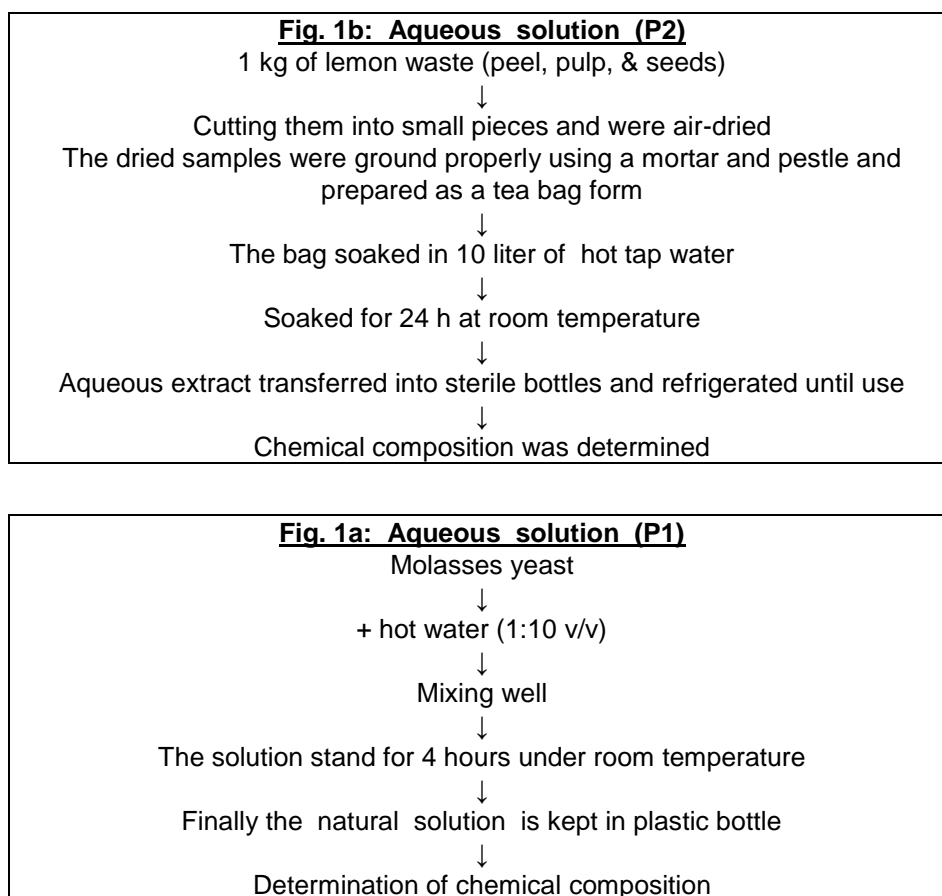 Fig. 1b: Aqueous solution (P2)
1 kg of lemon waste (peel, pulp, & seeds)
↓
Cutting them into small pieces and were air-dried
The dried samples were ground properly using a mortar and pestle and
prepared as a tea bag form
↓
The bag soaked in 10 liter of hot tap water
↓
Soaked for 24 h at room temperature
↓
Aqueous extract transferred into sterile bottles and refrigerated until use
↓
Chemical composition was determined
Fig. 1a: Aqueous solution (P1)
Molasses yeast
↓
+ hot water (1:10 v/v)
↓
Mixing well
↓
The solution stand for 4 hours under room temperature
↓
Finally the natural solution is kept in plastic bottle
↓
Determination of chemical composition